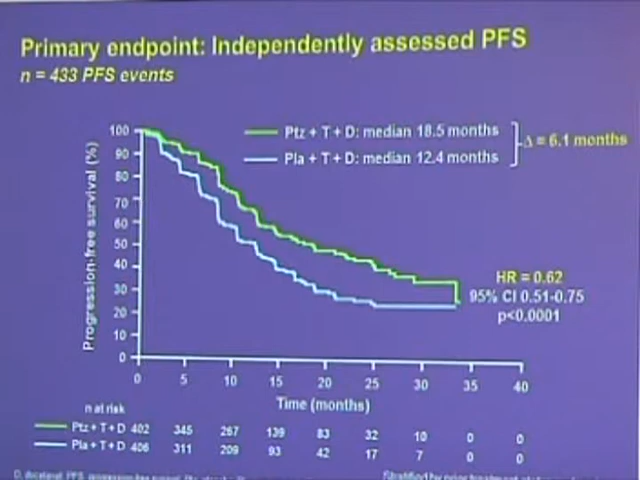 Primary endpoint: Independently assessed PFS
n = 433 PFS events
Ptz + T + D: median 18.5 months
Pla + T + D: median 12.4 months
Δ = 6.1 months
Progression-free survival (%)
100
90
80
70
60
50
40
30
20
10
0
HR = 0.62
95% CI 0.51-0.75
p<0.0001
0 5 10 15 20 25 30 35 40
Time (months)
n at risk
Ptz + T + D 402 345 267 139 83 32 10 0 0
Pla + T + D 406 311 209 93 42 17 7 0 0
D, docetaxel; PFS, progression-free survival;
Stratified by prior treatment